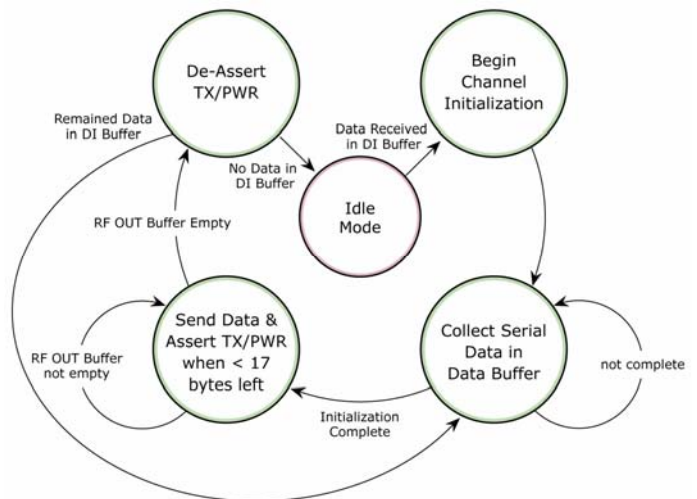 De-Assert
TX/PWR
Begin
Channel
Initialization
Remained Data
in DI Buffer
Data Received
in DI Buffer
No Data in
DI Buffer
Idle
Mode
RF OUT Buffer Empty
Send Data &
Assert TX/PWR
when < 17
bytes left
Collect Serial
Data in
Data Buffer
RF OUT Buffer
not empty
not complete
Initialization
Complete